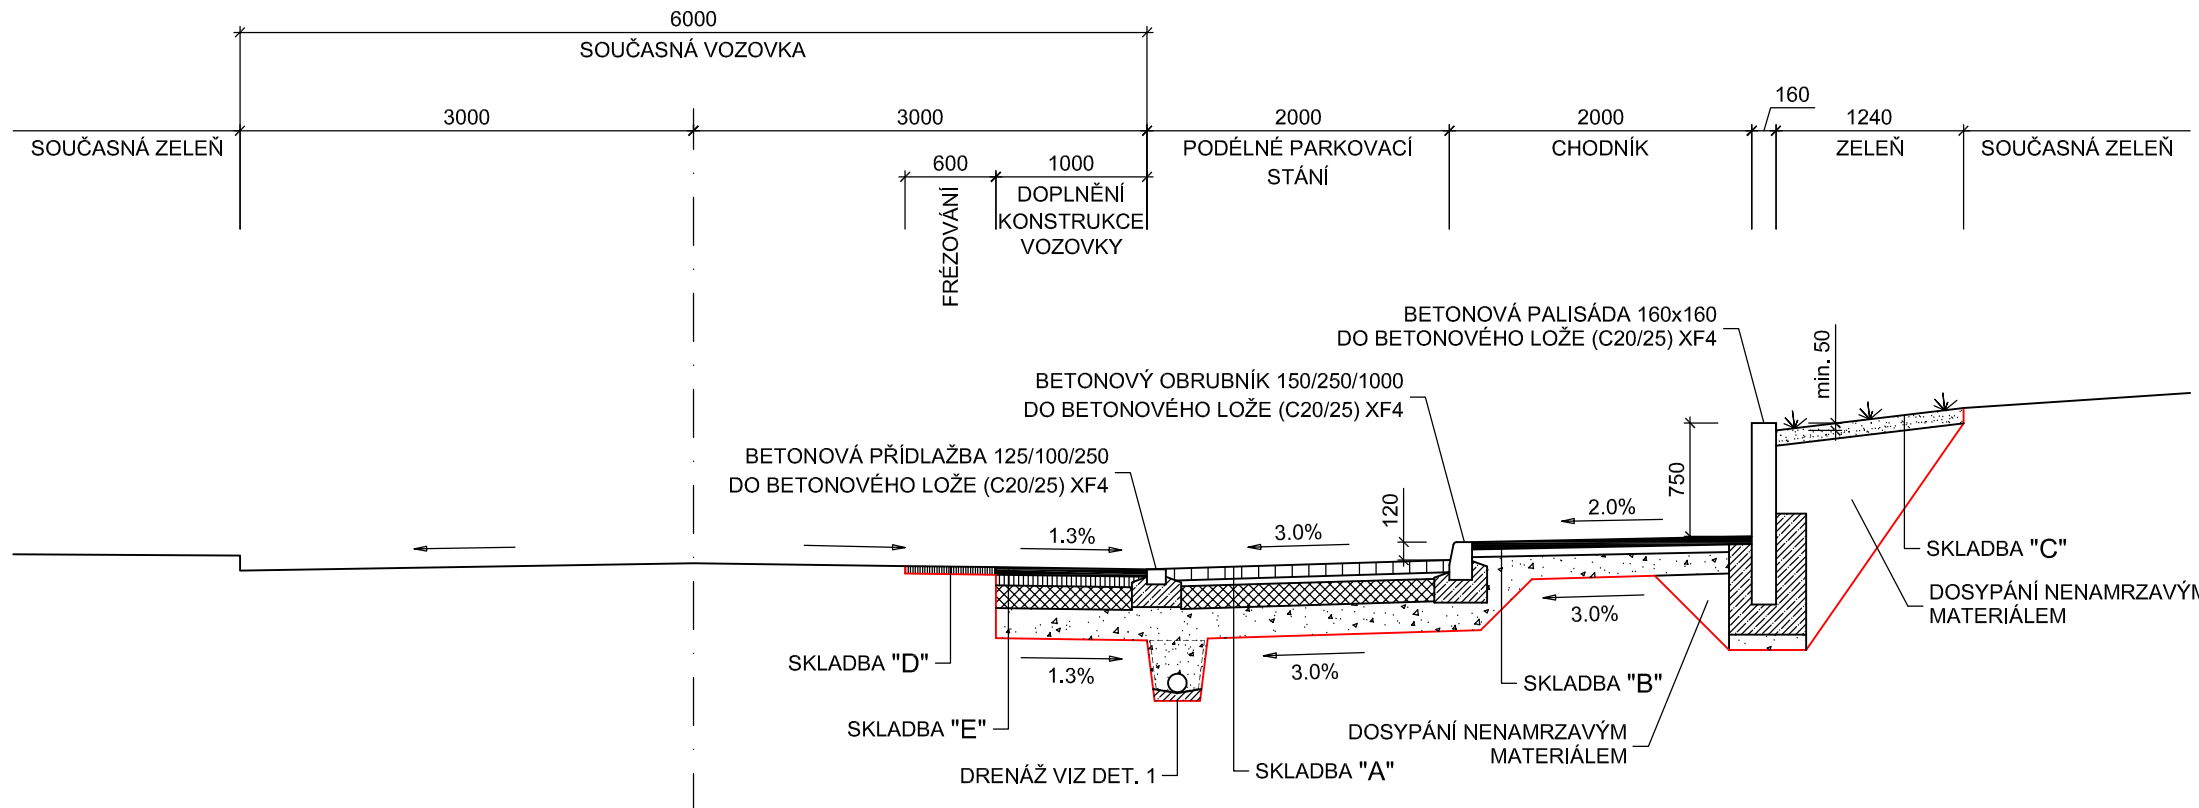 6000
SOUČASNÁ VOZOVKA
3000
3000
2000
2000
160
1240
SOUČASNÁ ZELEŇ
PODÉLNÉ PARKOVACÍ
STÁNÍ
CHODNÍK
ZELEŇ
SOUČASNÁ ZELEŇ
600
1000
FRÉZOVÁNÍ
DOPLNĚNÍ
KONSTRUKCE
VOZOVKY
BETONOVÁ PALISÁDA 160x160
DO BETONOVÉHO LOŽE (C20/25) XF4
min. 50
BETONOVÝ OBRUBNÍK 150/250/1000
DO BETONOVÉHO LOŽE (C20/25) XF4
BETONOVÁ PŘÍDLAŽBA 125/100/250
DO BETONOVÉHO LOŽE (C20/25) XF4
750
120
1.3%
3.0%
2.0%
SKLADBA "C"
DOSYPÁNÍ NENAMRZAVÝM
MATERIÁLEM
3.0%
SKLADBA "D"
1.3%
3.0%
SKLADBA "B"
SKLADBA "E"
DOSYPÁNÍ NENAMRZAVÝM
MATERIÁLEM
DRENÁŽ VIZ DET. 1
SKLADBA "A"